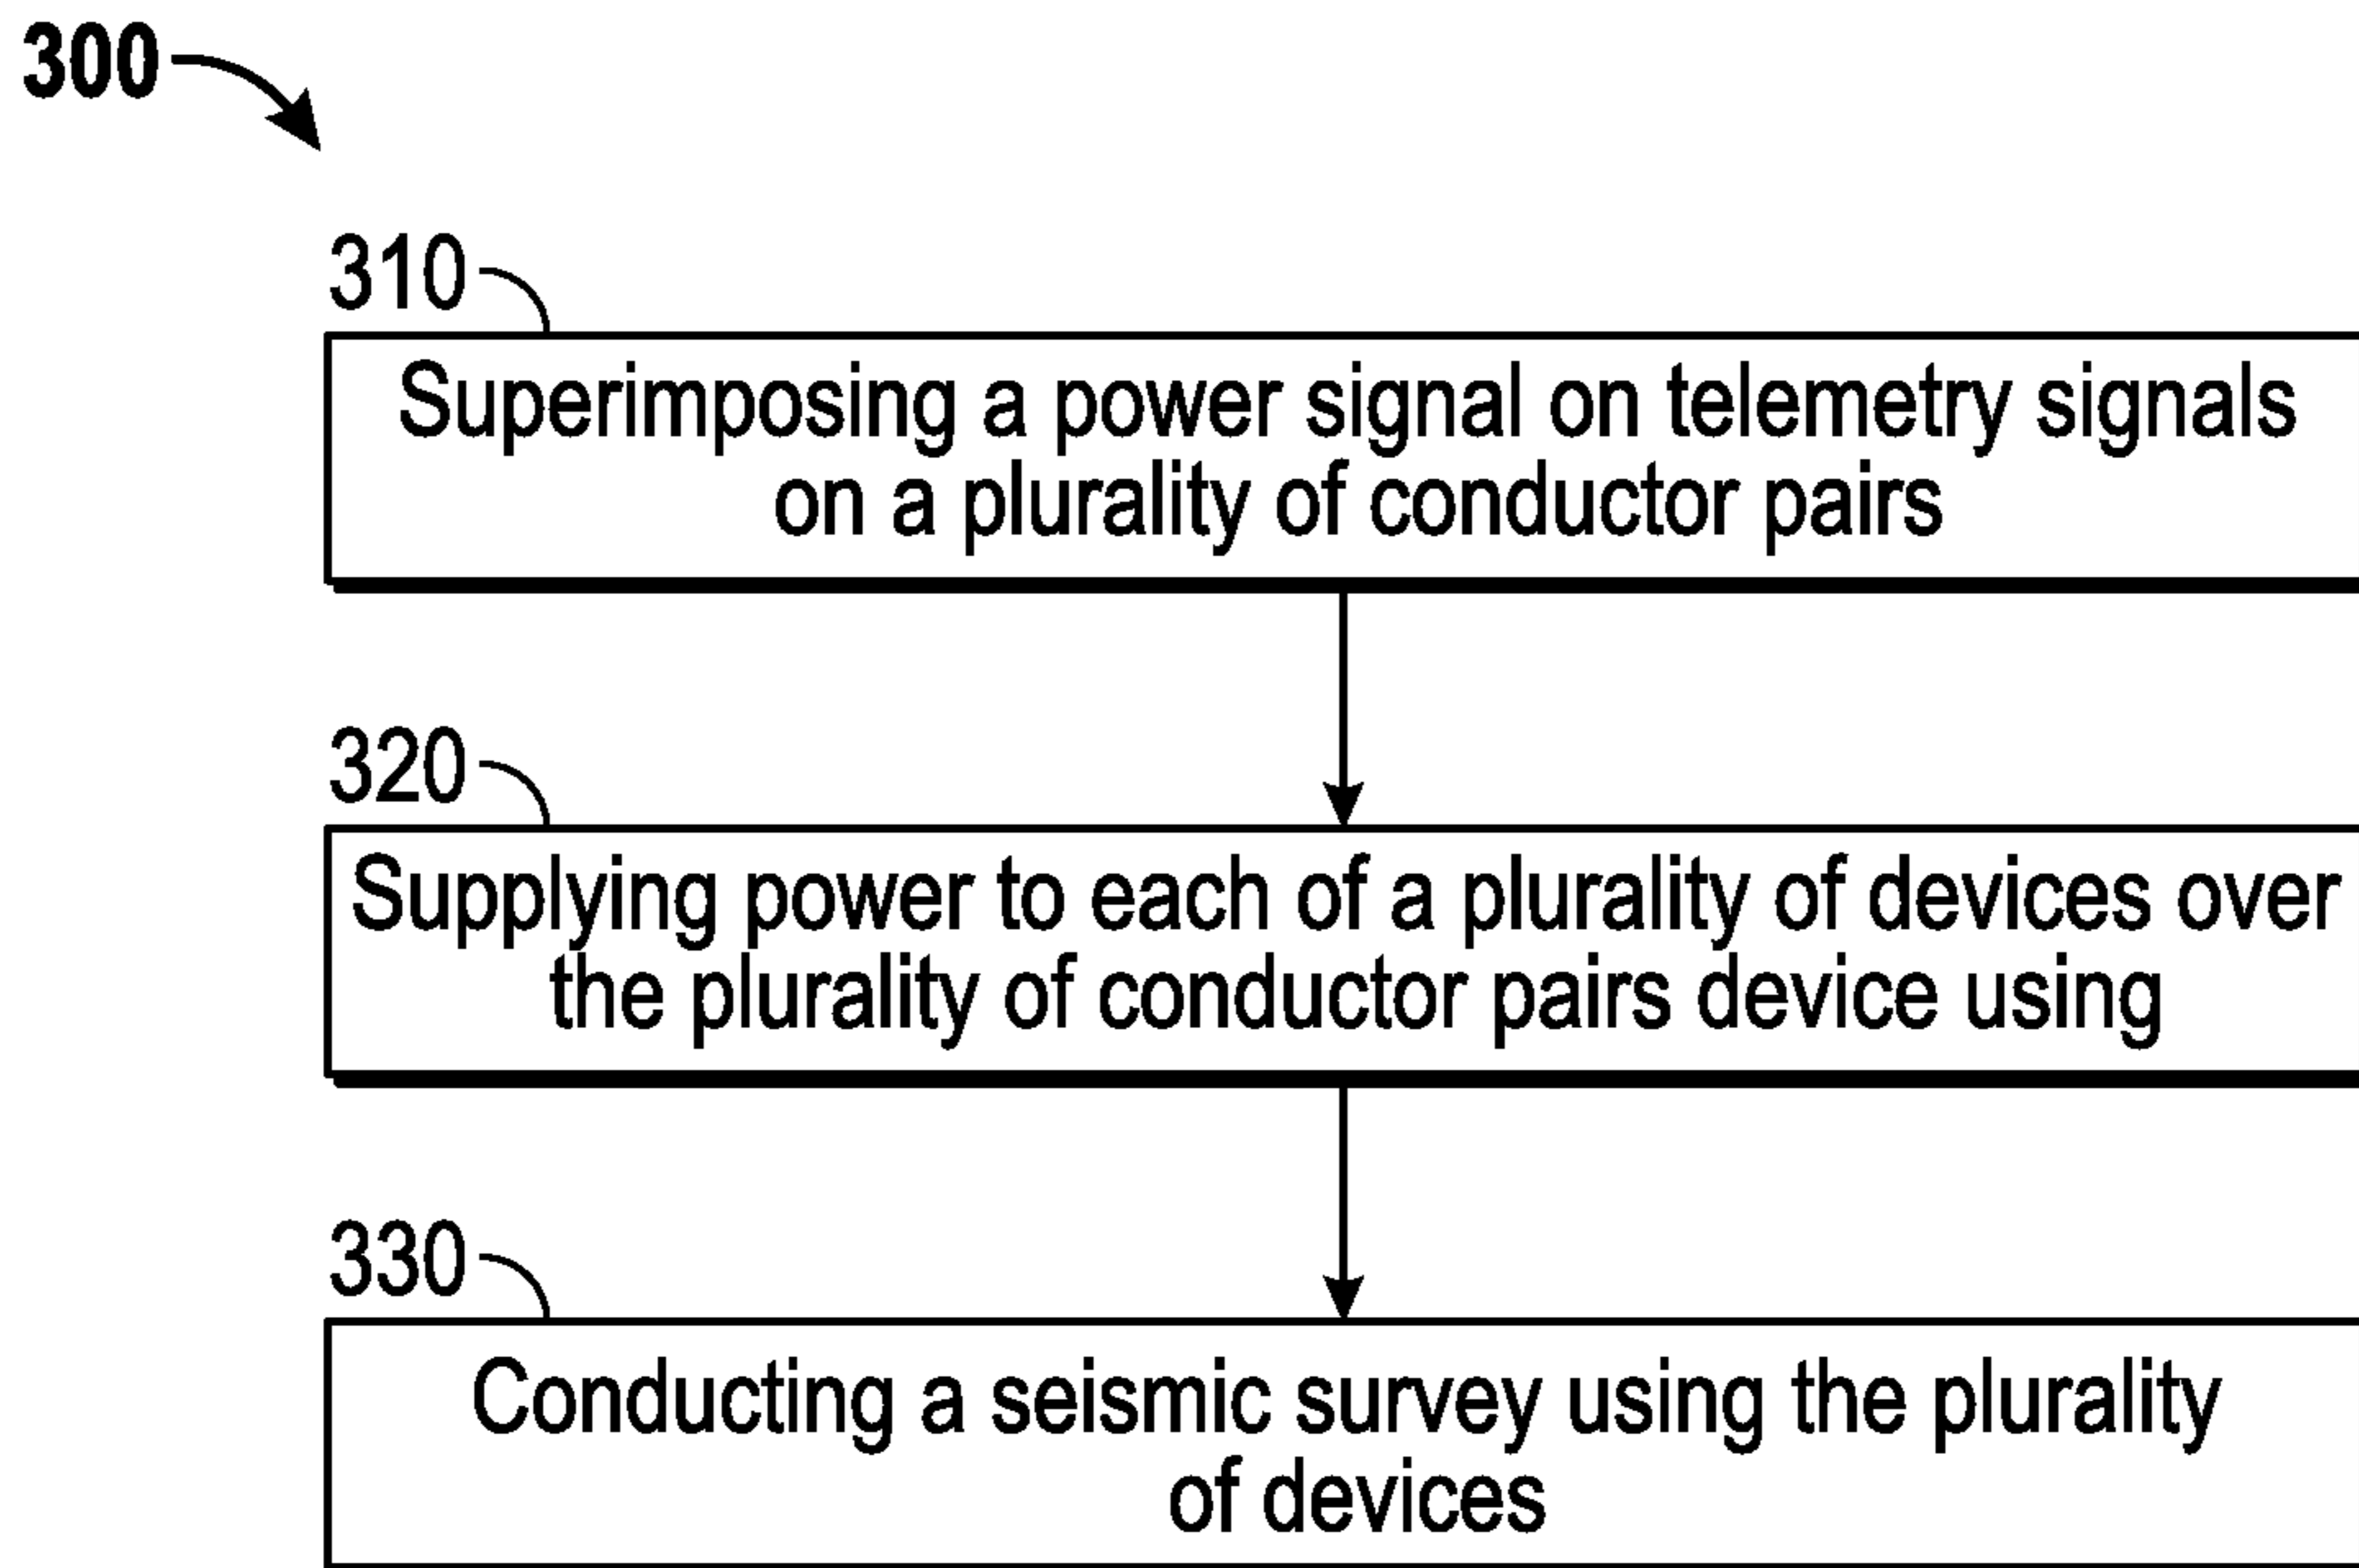 300
310
Superimposing a power signal on telemetry signals
on a plurality of conductor pairs
320
Supplying power to each of a plurality of devices over
the plurality of conductor pairs device using
330
Conducting a seismic survey using the plurality
of devices